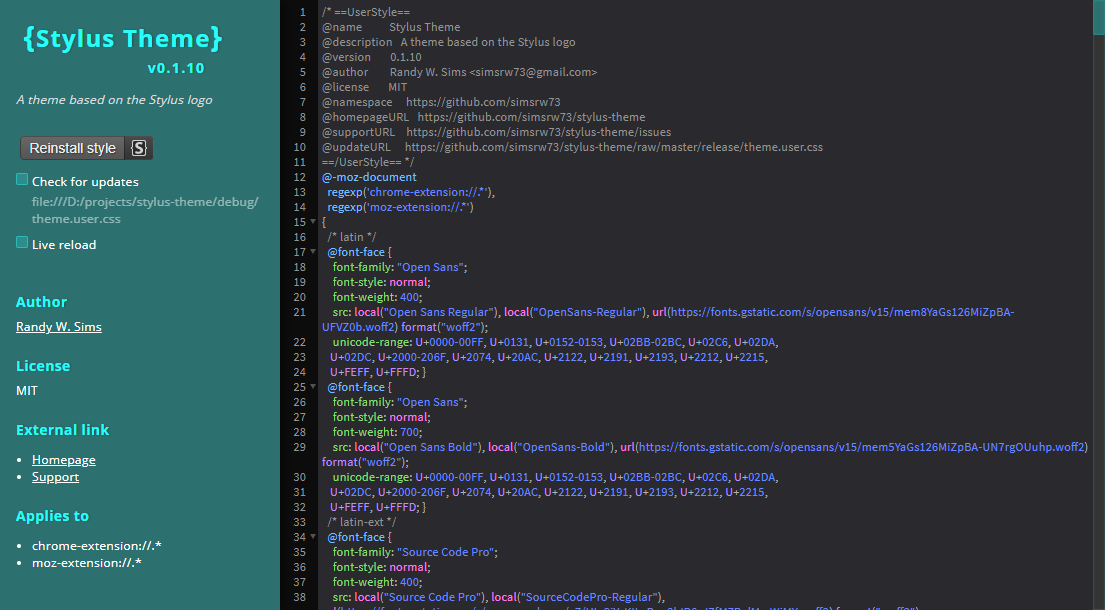 {Stylus Theme}
v0.1.10
A theme based on the Stylus logo
Reinstall style {S}
Check for updates
file:///D:/projects/stylus-theme/debug/
theme.user.css
Live reload
Author
Randy W. Sims
License
MIT
External link
• Homepage
• Support
Applies to
• chrome-extension://.*
• moz-extension://.*
1 /* ==UserStyle==
2 @name Stylus Theme
3 @description A theme based on the Stylus logo
4 @version 0.1.10
5 @author Randy W. Sims <simsrw73@gmail.com>
6 @license MIT
7 @namespace https://github.com/simsrw73
8 @homepageURL https://github.com/simsrw73/stylus-theme
9 @supportURL https://github.com/simsrw73/stylus-theme/issues
10 @updateURL https://github.com/simsrw73/stylus-theme/raw/master/release/theme.user.css
11 ==/UserStyle== */
12 @-moz-document
13 regexp('chrome-extension://.*'),
14 regexp('moz-extension://.*')
15 {
16 /* latin */
17 @font-face {
18 font-family: "Open Sans";
19 font-style: normal;
20 font-weight: 400;
21 src: local("Open Sans Regular"), local("OpenSans-Regular"), url(https://fonts.gstatic.com/s/opensans/v15/mem8YaGs126MiZpBA-
UFVZ0b.woff2) format("woff2");
22 unicode-range: U+0000-00FF, U+0131, U+0152-0153, U+02BB-02BC, U+02C6, U+02DA,
23 U+02DC, U+2000-206F, U+2074, U+20AC, U+2122, U+2191, U+2193, U+2212, U+2215,
24 U+FEFF, U+FFFD; }
25 @font-face {
26 font-family: "Open Sans";
27 font-style: normal;
28 font-weight: 700;
29 src: local("Open Sans Bold"), local("OpenSans-Bold"), url(https://fonts.gstatic.com/s/opensans/v15/mem5YaGs126MiZpBA-UN7rgOUuhp.woff2)
format("woff2");
30 unicode-range: U+0000-00FF, U+0131, U+0152-0153, U+02BB-02BC, U+02C6, U+02DA,
31 U+02DC, U+2000-206F, U+2074, U+20AC, U+2122, U+2191, U+2193, U+2212, U+2215,
32 U+FEFF, U+FFFD; }
33 /* latin-ext */
34 @font-face {
35 font-family: "Source Code Pro";
36 font-style: normal;
37 font-weight: 400;
38 src: local("Source Code Pro"), local("SourceCodePro-Regular"),